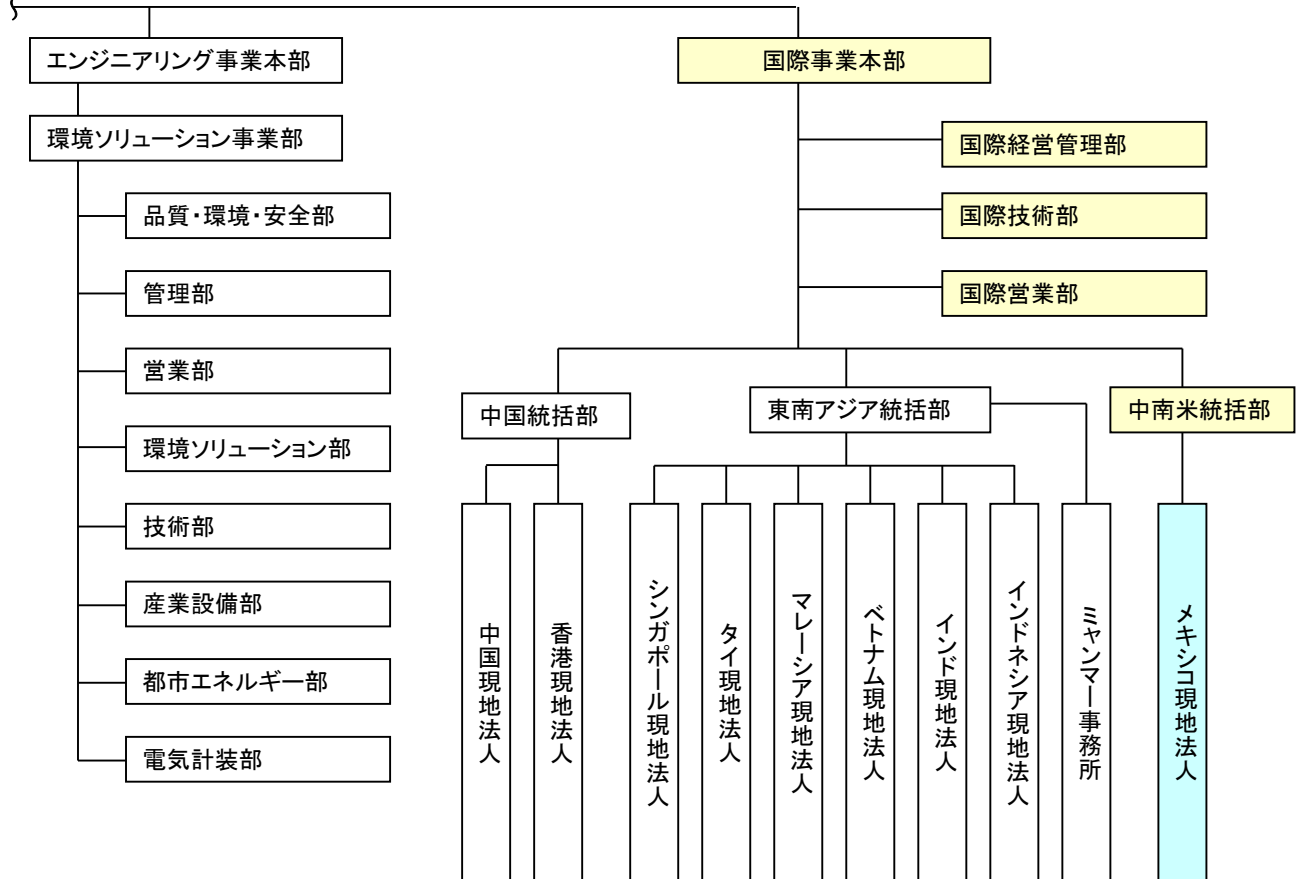 エンジニアリング事業本部
環境ソリューション事業部
品質・環境・安全部
管理部
営業部
環境ソリューション部
技術部
産業設備部
都市エネルギー部
電気計装部
国際事業本部
国際経営管理部
国際技術部
国際営業部
中国統括部
東南アジア統括部
中南米統括部
中国現地法人
香港現地法人
シンガポール現地法人
タイ現地法人
マレーシア現地法人
ベトナム現地法人
インド現地法人
インドネシア現地法人
ミャンマー事務所
メキシコ現地法人